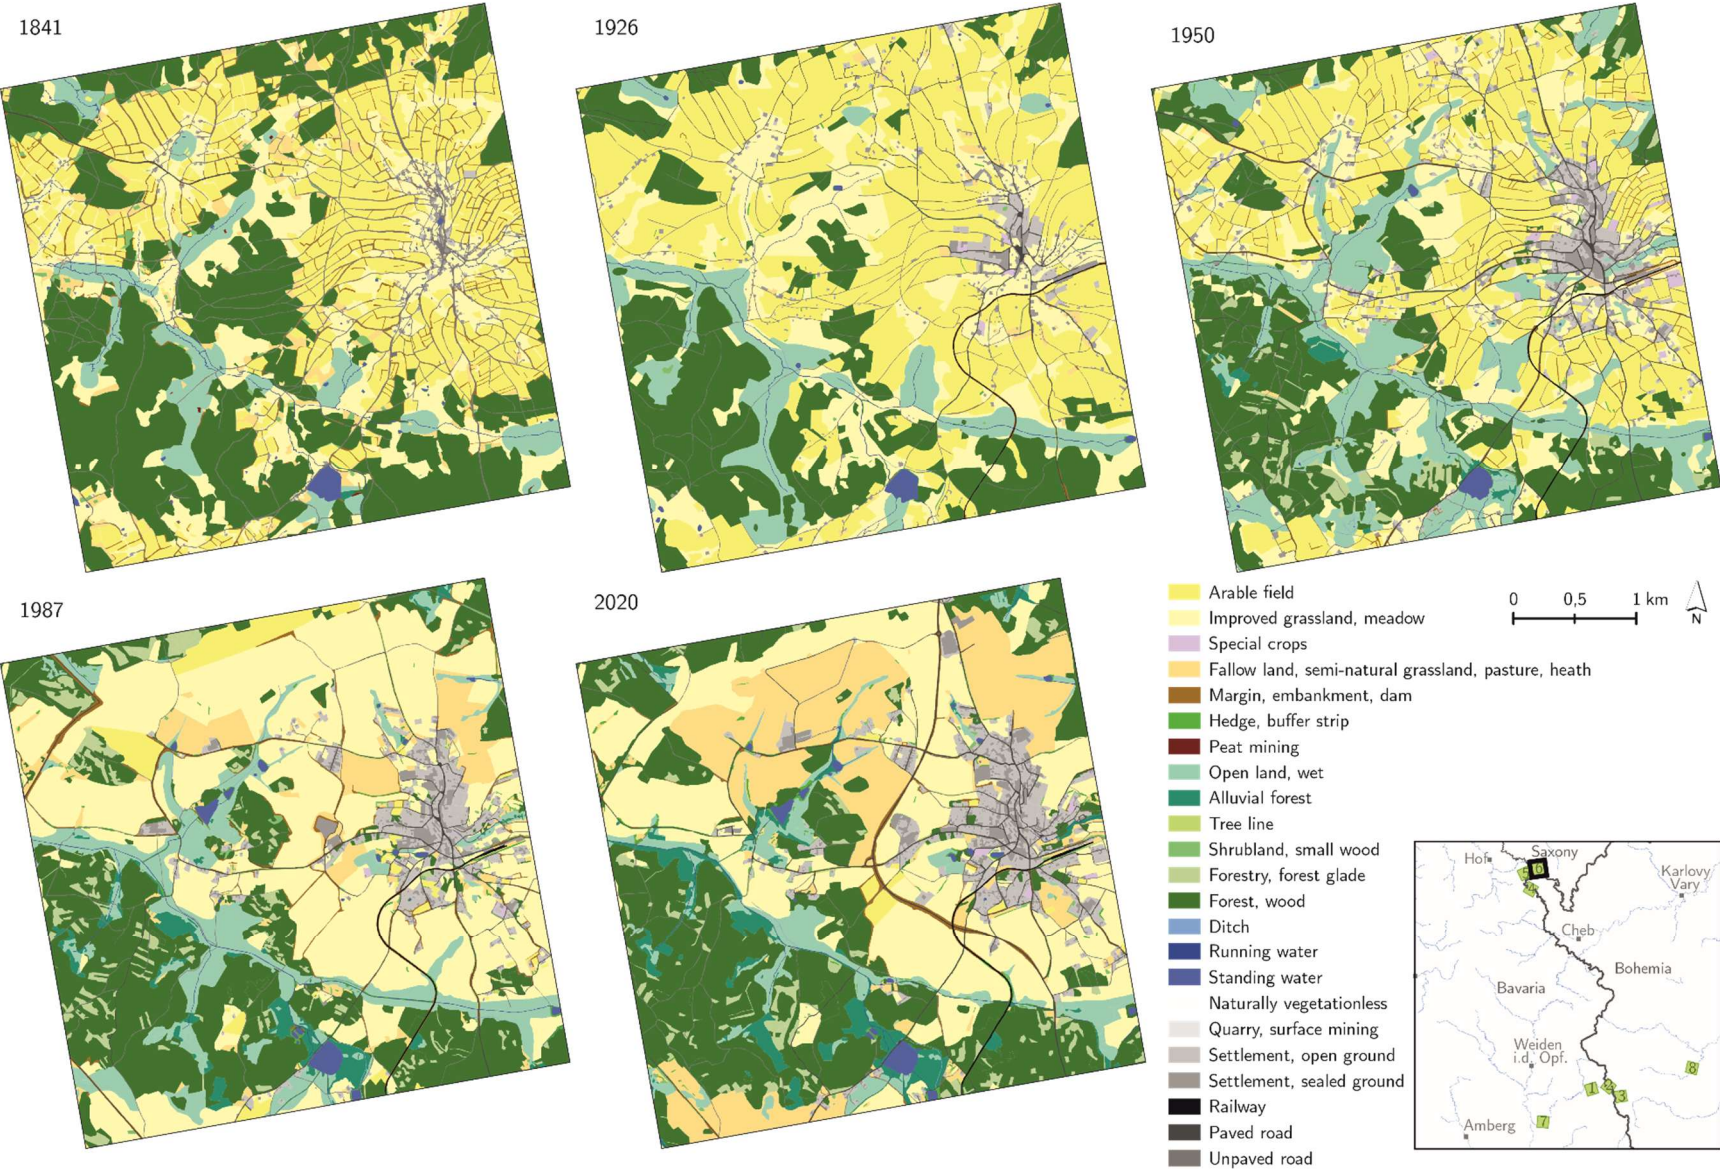 1841
1926
1950
1987
2020
Arable field
Improved grassland, meadow
Special crops
Fallow land, semi-natural grassland, pasture, heath
Margin, embankment, dam
Hedge, buffer strip
Peat mining
Open land, wet
Alluvial forest
Tree line
Shrubland, small wood
Forestry, forest glade
Forest, wood
Ditch
Running water
Standing water
Naturally vegetationless
Quarry, surface mining
Settlement, open ground
Settlement, sealed ground
Railway
Paved road
Unpaved road
0 0,5 1 km
N
Saxony
Hof
Karlovy
Vary
Cheb
Bohemia
Bavaria
Weiden
i.d. Opf.
8
1
2
3
7
Amberg